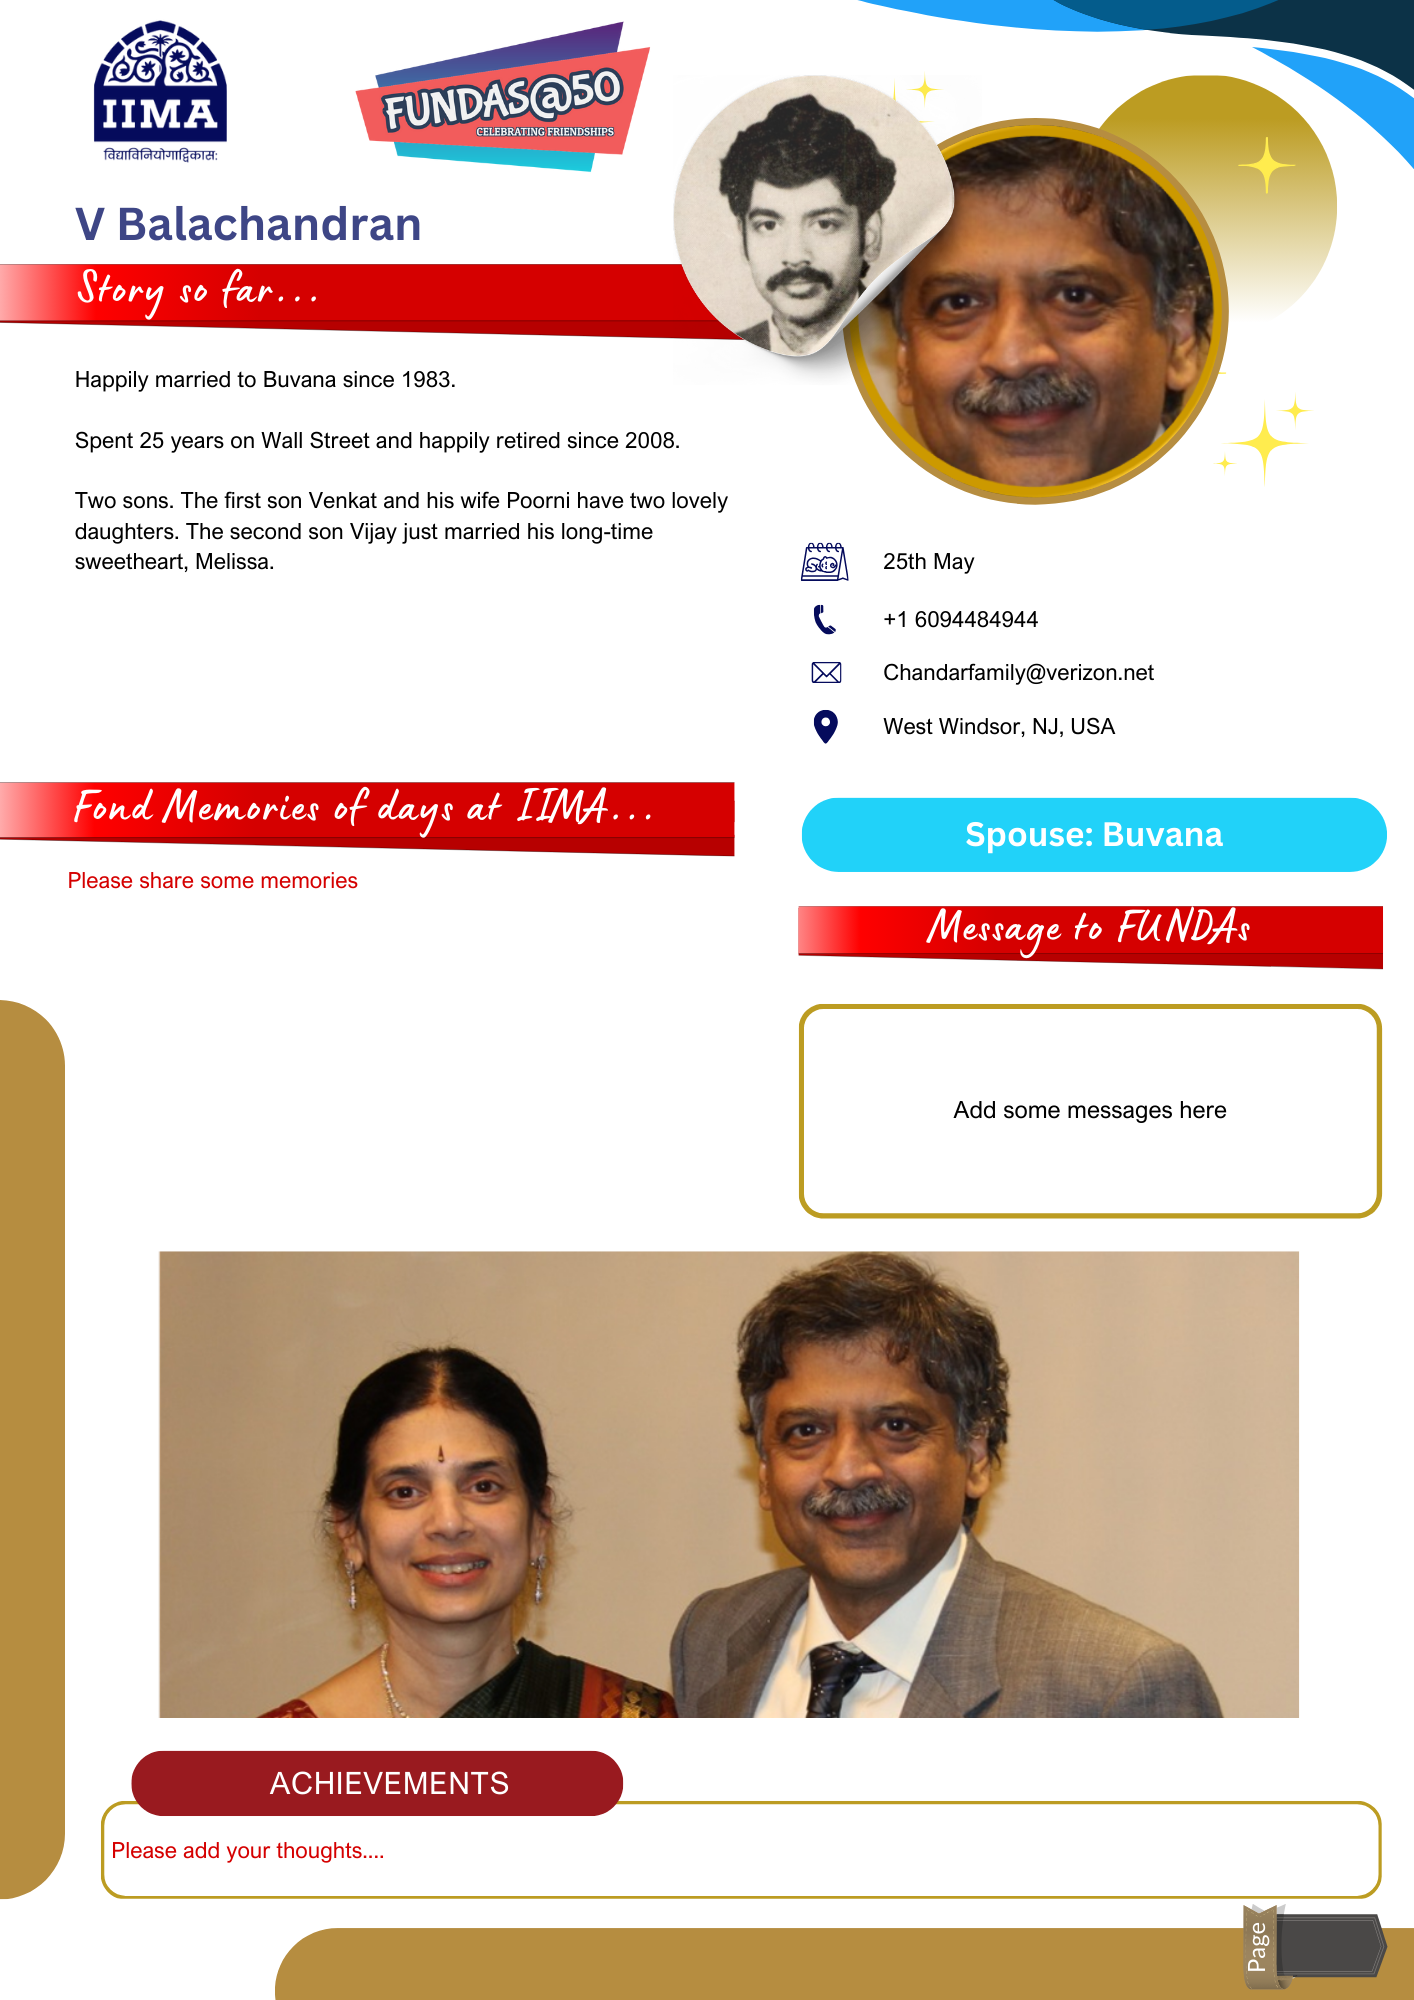 IIMA
विद्याविनियोगाद्विकासः
FUNDAS@50
CELEBRATING FRIENDSHIPS
V Balachandran
Story so far...
Happily married to Buvana since 1983.
Spent 25 years on Wall Street and happily retired since 2008.
Two sons. The first son Venkat and his wife Poorni have two lovely
daughters. The second son Vijay just married his long-time
sweetheart, Melissa.
25th May
+1 6094484944
Chandarfamily@verizon.net
West Windsor, NJ, USA
Fond Memories of days at IIMA...
Please share some memories
Spouse: Buvana
Message to FUNDAs
Add some messages here
ACHIEVEMENTS
Please add your thoughts....
Page